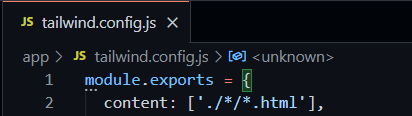 JS tailwind.config.js ×
app > JS tailwind.config.js > <unknown>
1 module.exports = {
2 content: ['./*/*.html'],